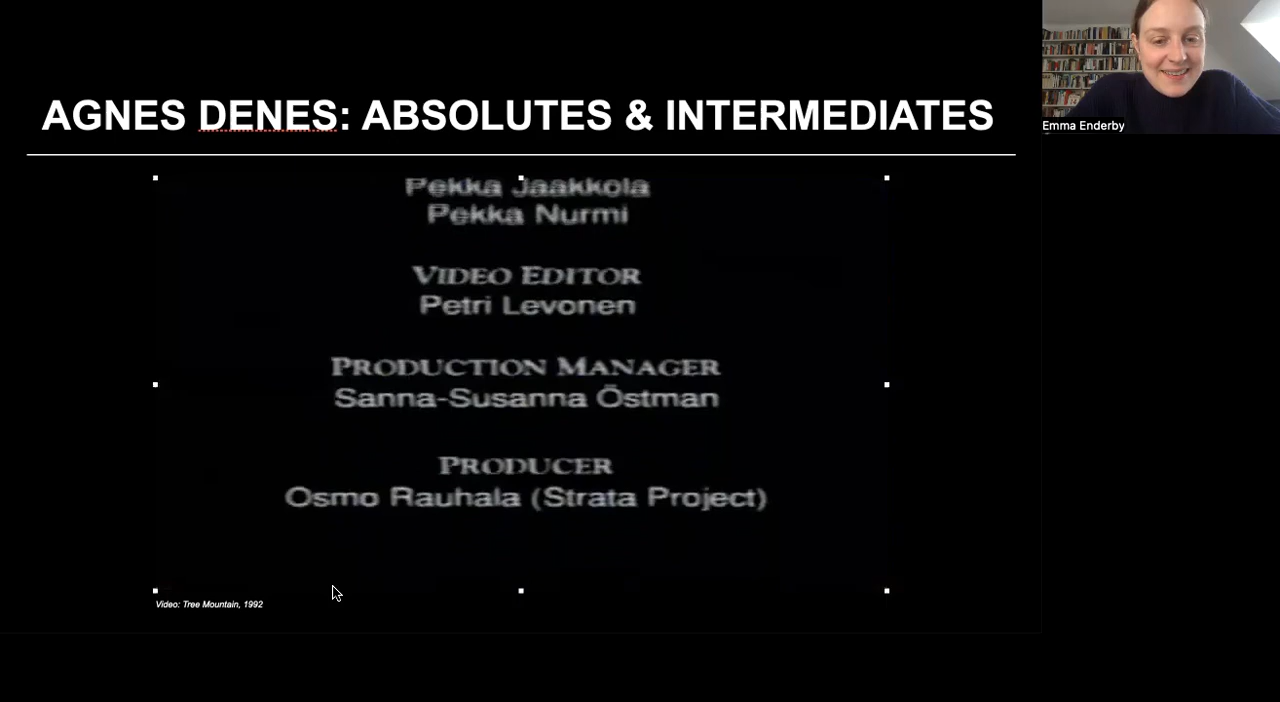 AGNES DENES: ABSOLUTES & INTERMEDIATES
Emma Enderby
Pekka Jaakkola
Pekka Nurmi
VIDEO EDITOR
Petri Levonen
PRODUCTION MANAGER
Sanna-Susanna Östman
PRODUCER
Osmo Rauhala (Strata Project)
Video: Tree Mountain, 1992